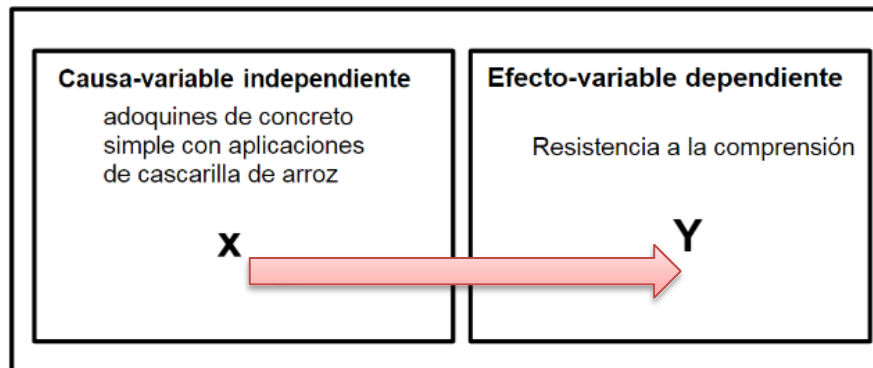 Causa-variable independiente
adoquines de concreto
simple con aplicaciones
de cascarilla de arroz
x
Efecto-variable dependiente
Resistencia a la comprensión
Y